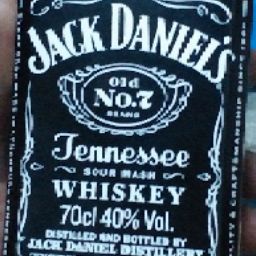 JACK DANIEL'S
Old
No.7
BRAND
Tennessee
SOUR MASH
WHISKEY
70cl 40% Vol.
DISTILLED AND BOTTLED BY
JACK DANIEL DISTILLERY